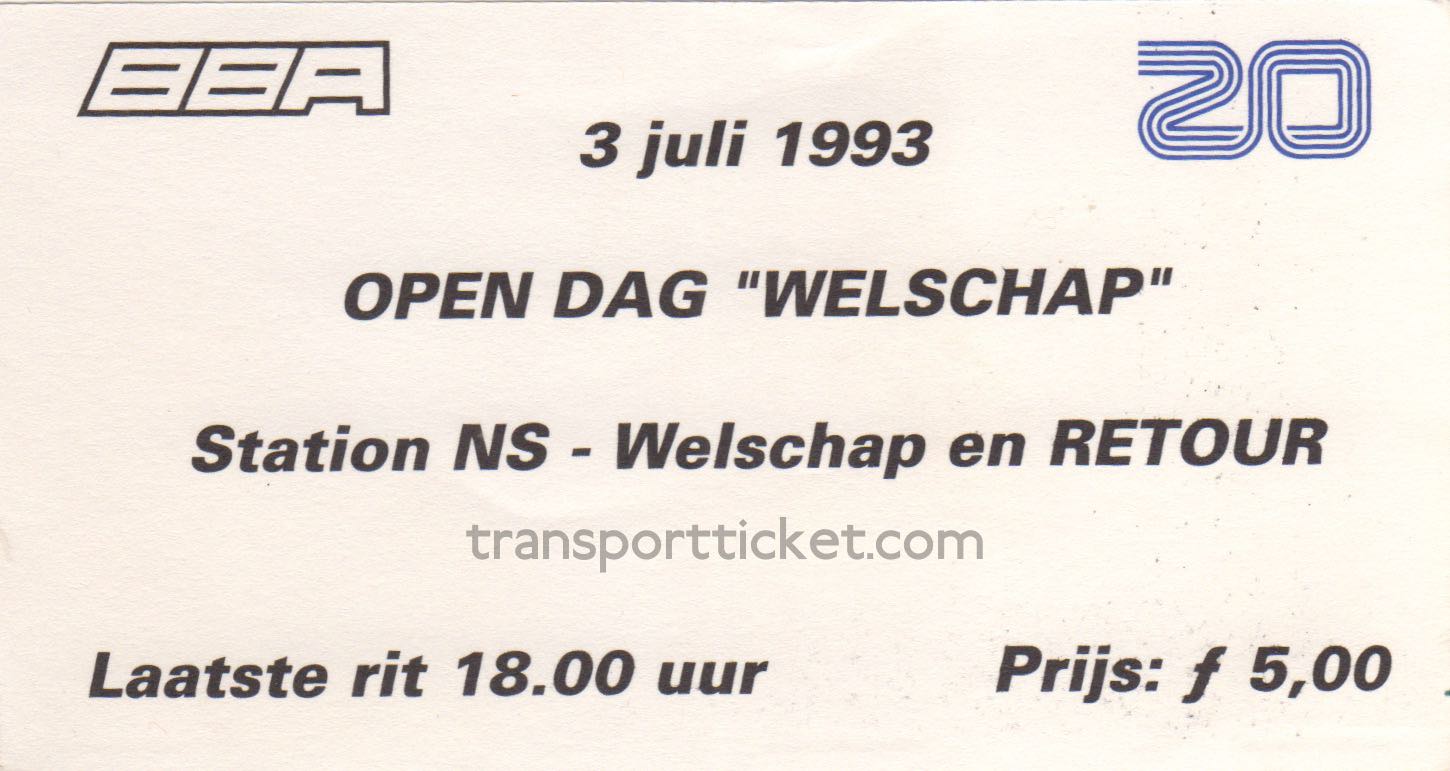 BBA
ZO
3 juli 1993
OPEN DAG "WELSCHAP"
Station NS - Welschap en RETOUR
transportticket.com
Laatste rit 18.00 uur
Prijs: ƒ 5,00